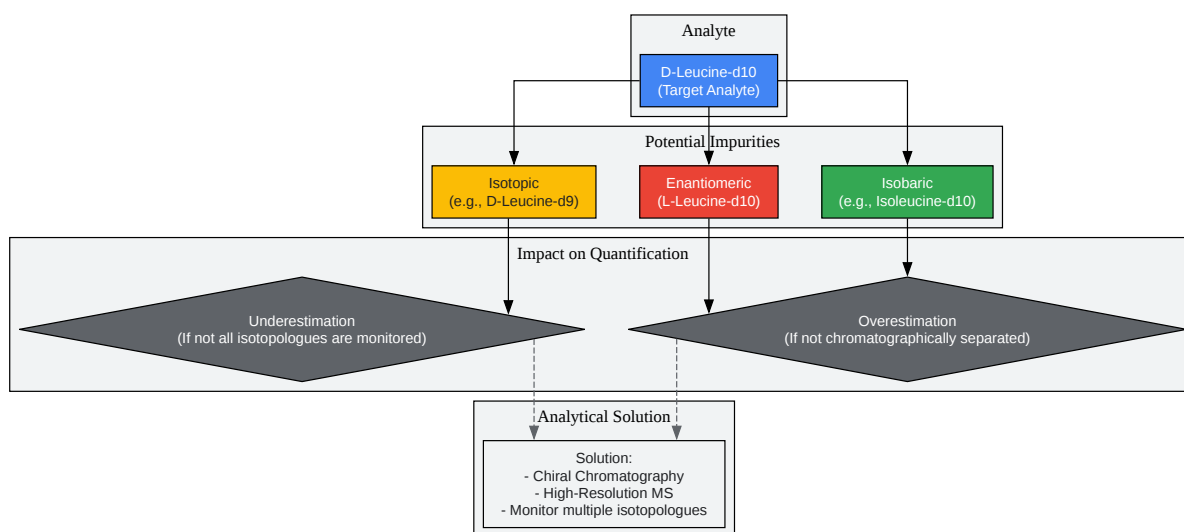 Analyte
D-Leucine-d10
(Target Analyte)
Potential Impurities
Isotopic
(e.g., D-Leucine-d9)
Enantiomeric
(L-Leucine-d10)
Isobaric
(e.g., Isoleucine-d10)
Impact on Quantification
Underestimation
(If not all isotopologues are monitored)
Overestimation
(If not chromatographically separated)
Analytical Solution
Solution:
- Chiral Chromatography
- High-Resolution MS
- Monitor multiple isotopologues